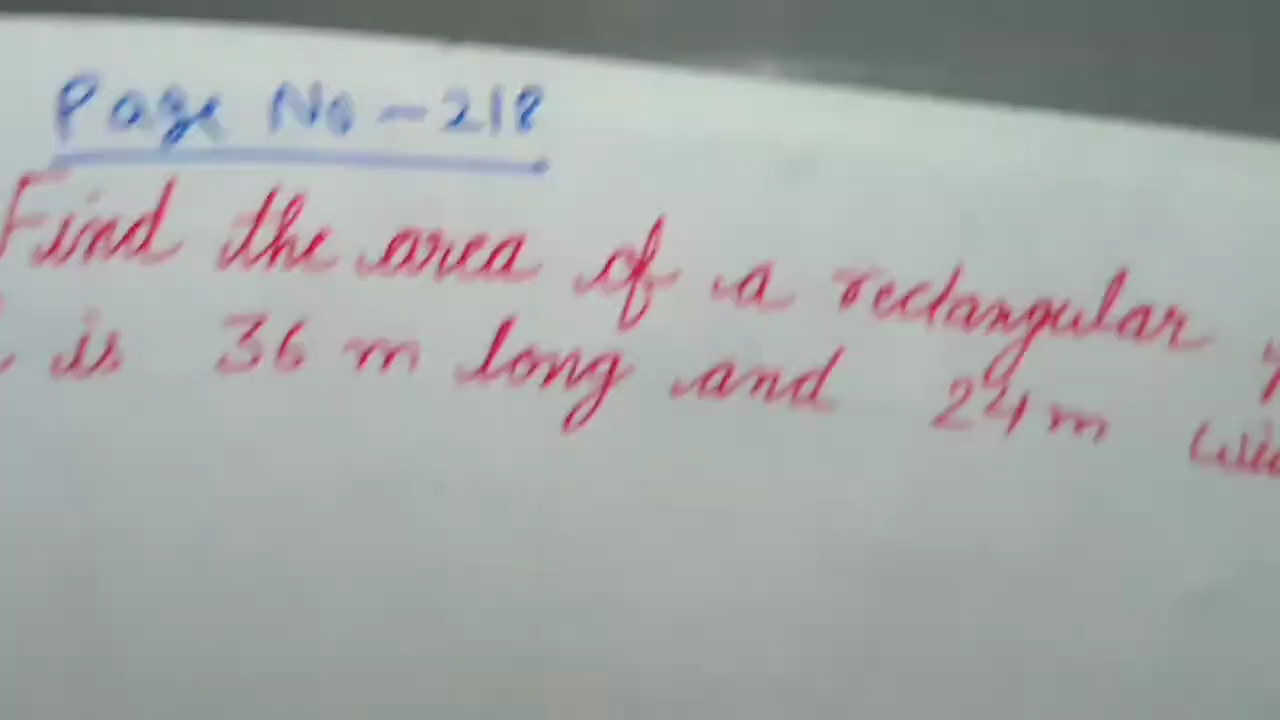 Page No - 218
Find the area of a rectangular
is 36 m long and 24 m